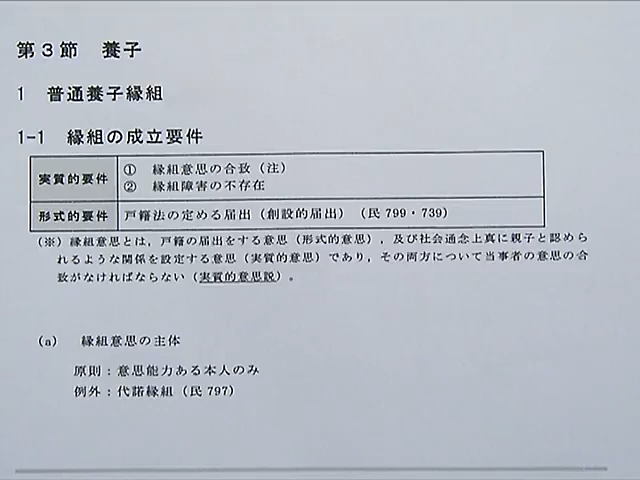 第3節　養子
1　普通養子縁組
1-1　縁組の成立要件
実質的要件
①　縁組意思の合致（注）
②　縁組障害の不存在
形式的要件
戸籍法の定める届出（創設的届出）（民 799・739）
（※）縁組意思とは，戸籍の届出をする意思（形式的意思），及び社会通念上真に親子と認めら
れるような関係を設定する意思（実質的意思）であり，その両方について当事者の意思の合
致がなければならない（実質的意思説）。
(a)　縁組意思の主体
原則：意思能力ある本人のみ
例外：代諾縁組（民 797）